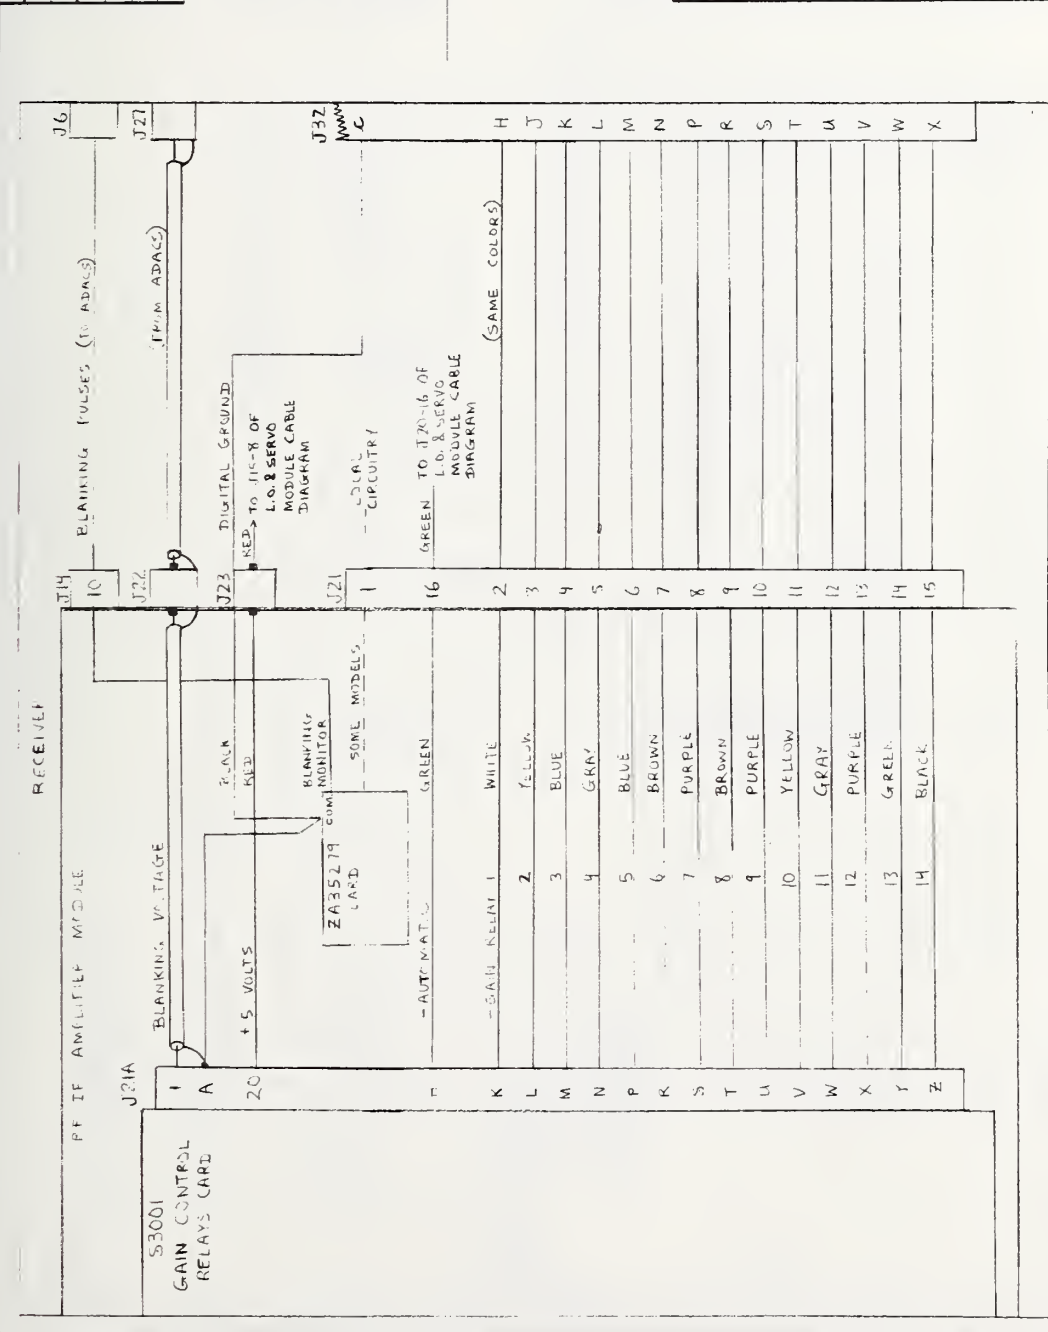 RECEIVER
RF IF AMPLIFIER MODULE
S3001
GAIN CONTROL
RELAYS CARD
J21A
1
A
20
H
K
L
M
N
P
R
S
T
U
V
W
X
Y
Z
BLANKING VOLTAGE
+5 VOLTS
BLACK
RED
BLANKING
MONITOR
COM
ZA35279
CARD
SOME MODELS
-AUTOMATIC
GREEN
-GAIN RELAY 1
WHITE
2
YELLOW
3
BLUE
4
GRAY
5
BLUE
6
BROWN
7
PURPLE
8
BROWN
9
PURPLE
10
YELLOW
11
GRAY
12
PURPLE
13
GREEN
14
BLACK
J14
10
J22
J23
J21
1
16
2
3
4
5
6
7
8
9
10
11
12
13
14
15
BLANKING PULSES (TO ADACS)
(FROM ADACS)
DIGITAL GROUND
RED
TO J15-8 OF
L.O. & SERVO
MODULE CABLE
DIAGRAM
LOCAL
CIRCUITRY
GREEN
TO J20-16 OF
L.O. & SERVO
MODULE CABLE
DIAGRAM
(SAME COLORS)
J6
J27
J32
C
H
J
K
L
M
N
P
R
S
T
U
V
W
X